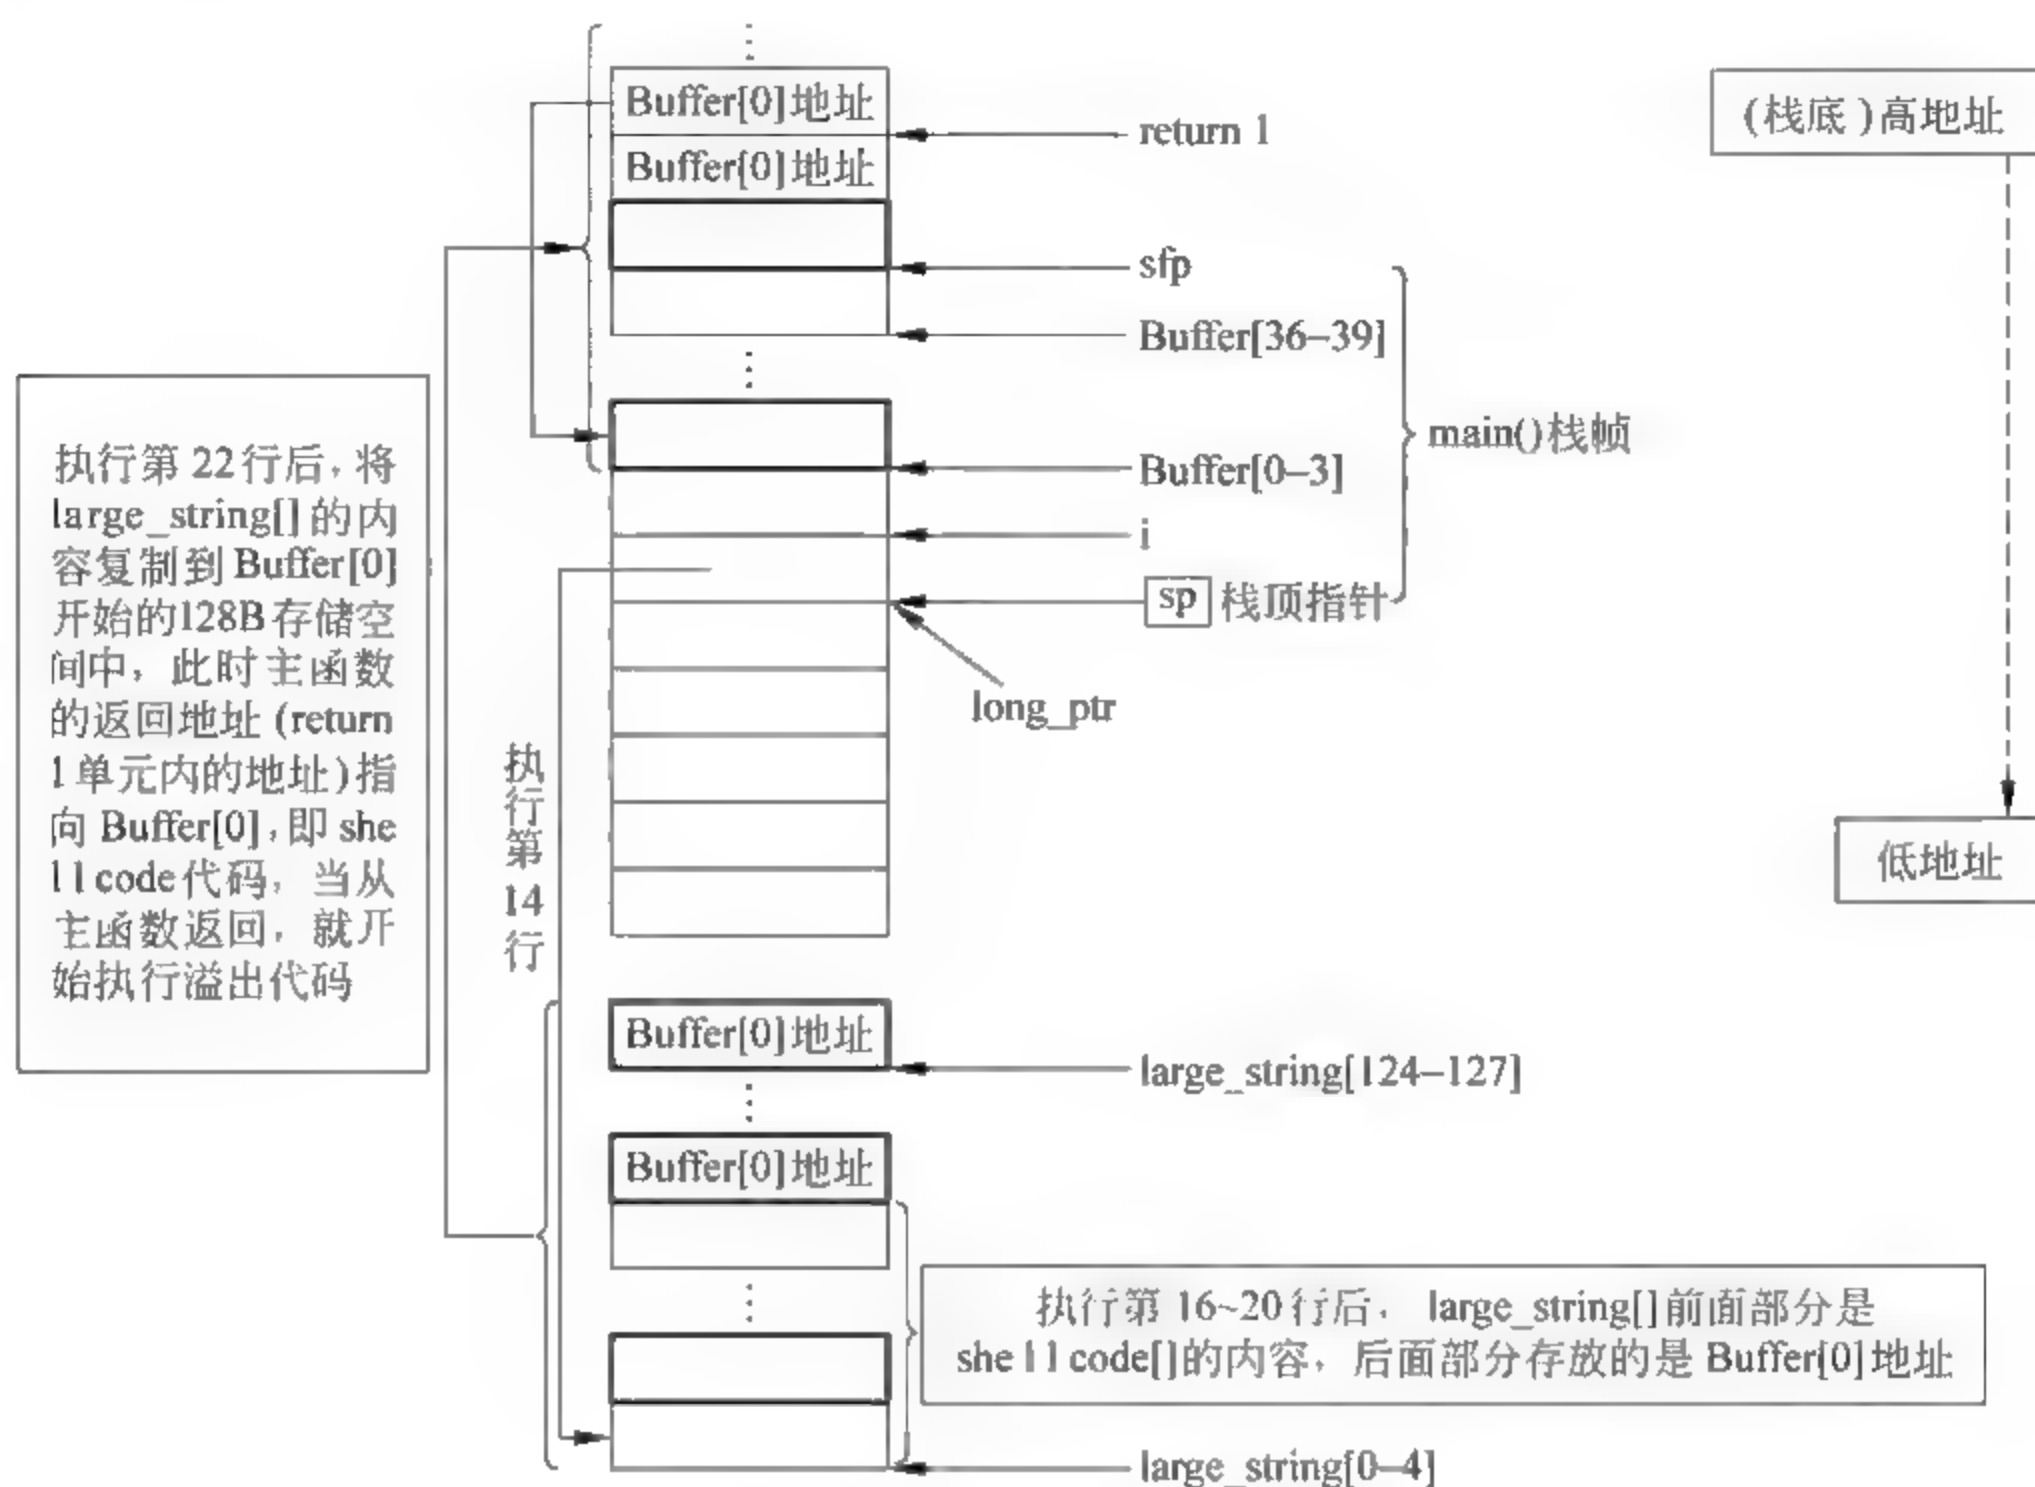 Buffer[0]地址
return 1
(栈底)高地址
Buffer[0]地址
sfp
Buffer[36–39]
main()栈帧
Buffer[0–3]
i
sp 栈顶指针
long_ptr
低地址
执行第22行后，将
large_string[]的内
容复制到Buffer[0]
开始的128B存储空
间中，此时主函数
的返回地址(return
1单元内的地址)指
向Buffer[0]，即she
llcode代码，当从
主函数返回，就开
始执行溢出代码
执
行
第
14
行
Buffer[0]地址
large_string[124–127]
Buffer[0]地址
执行第16~20行后，large_string[]前面部分是
shellcode[]的内容，后面部分存放的是Buffer[0]地址
large_string[0–4]